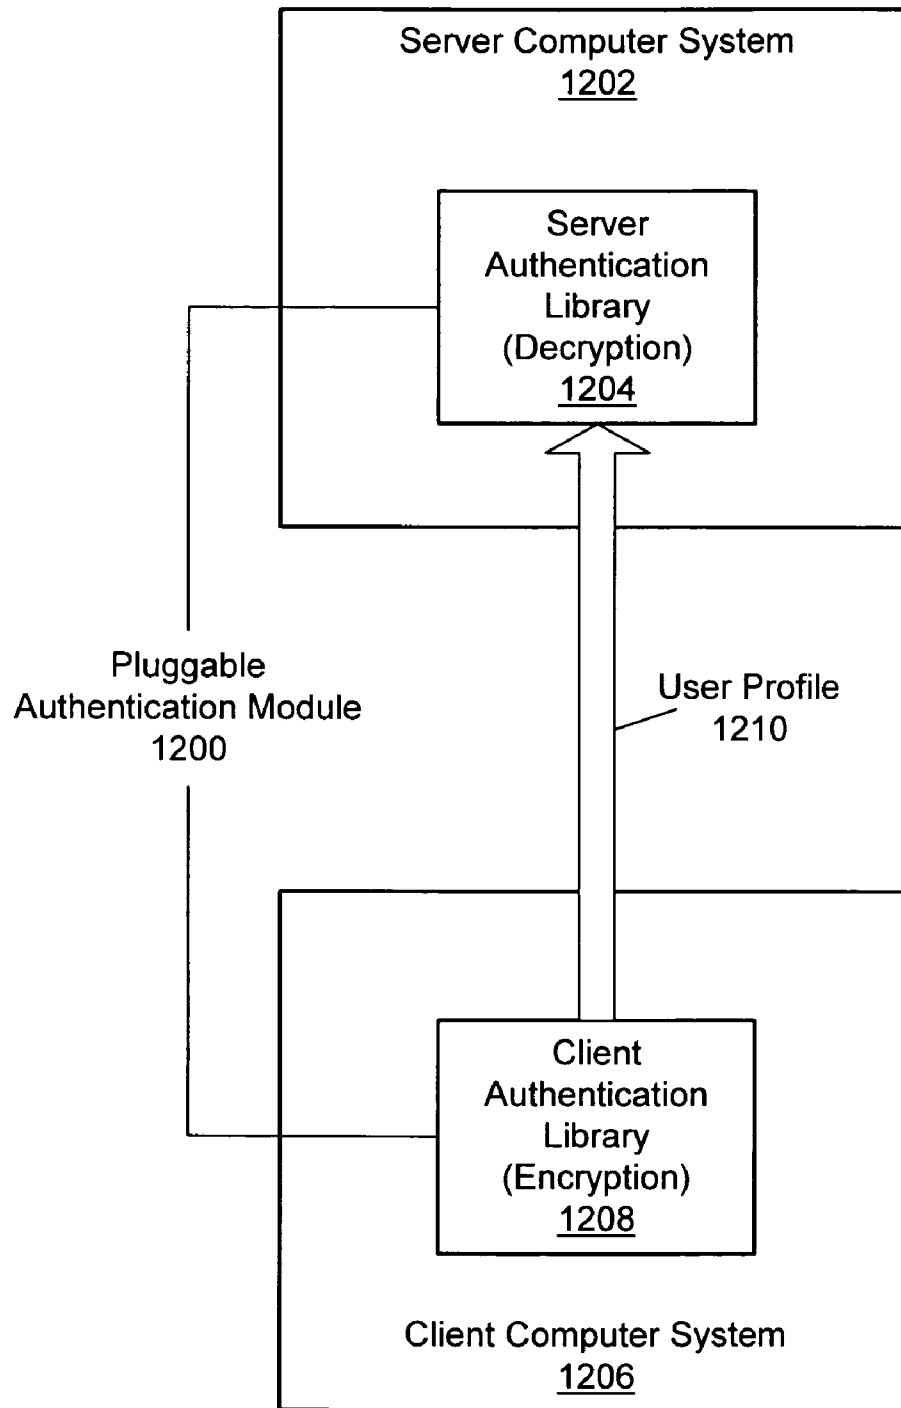 Server Computer System
1202
Server
Authentication
Library
(Decryption)
1204
Pluggable
Authentication Module
1200
User Profile
1210
Client
Authentication
Library
(Encryption)
1208
Client Computer System
1206